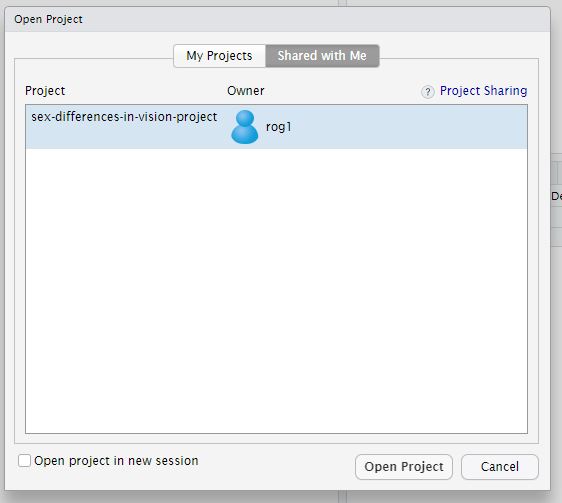 Open Project
My Projects Shared with Me
Project Owner ? Project Sharing
sex-differences-in-vision-project rog1
De
Open project in new session Open Project Cancel